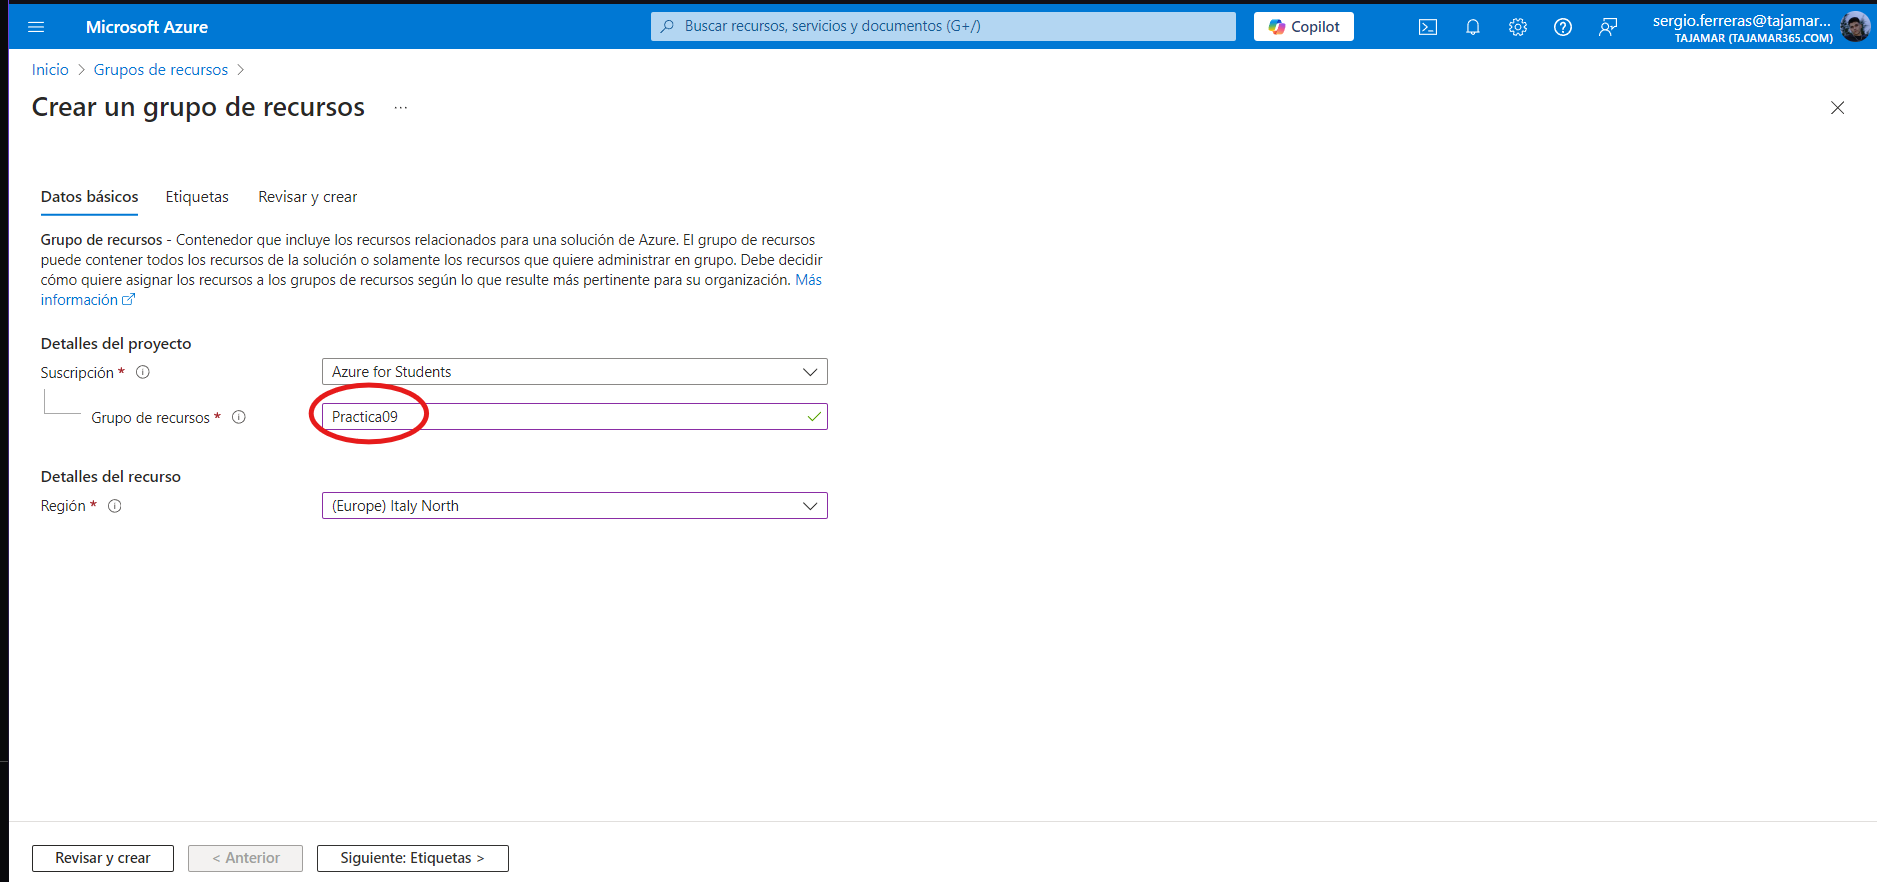 Microsoft Azure
Buscar recursos, servicios y documentos (G+/)
Copilot
sergio.ferreras@tajamar...
TAJAMAR (TAJAMAR365.COM)
Inicio > Grupos de recursos >
Crear un grupo de recursos ...
Datos básicos Etiquetas Revisar y crear
Grupo de recursos - Contenedor que incluye los recursos relacionados para una solución de Azure. El grupo de recursos
puede contener todos los recursos de la solución o solamente los recursos que quiere administrar en grupo. Debe decidir
cómo quiere asignar los recursos a los grupos de recursos según lo que resulte más pertinente para su organización. Más
información
Detalles del proyecto
Suscripción * Azure for Students
Grupo de recursos * Practica09
Detalles del recurso
Región * (Europe) Italy North
Revisar y crear < Anterior Siguiente: Etiquetas >